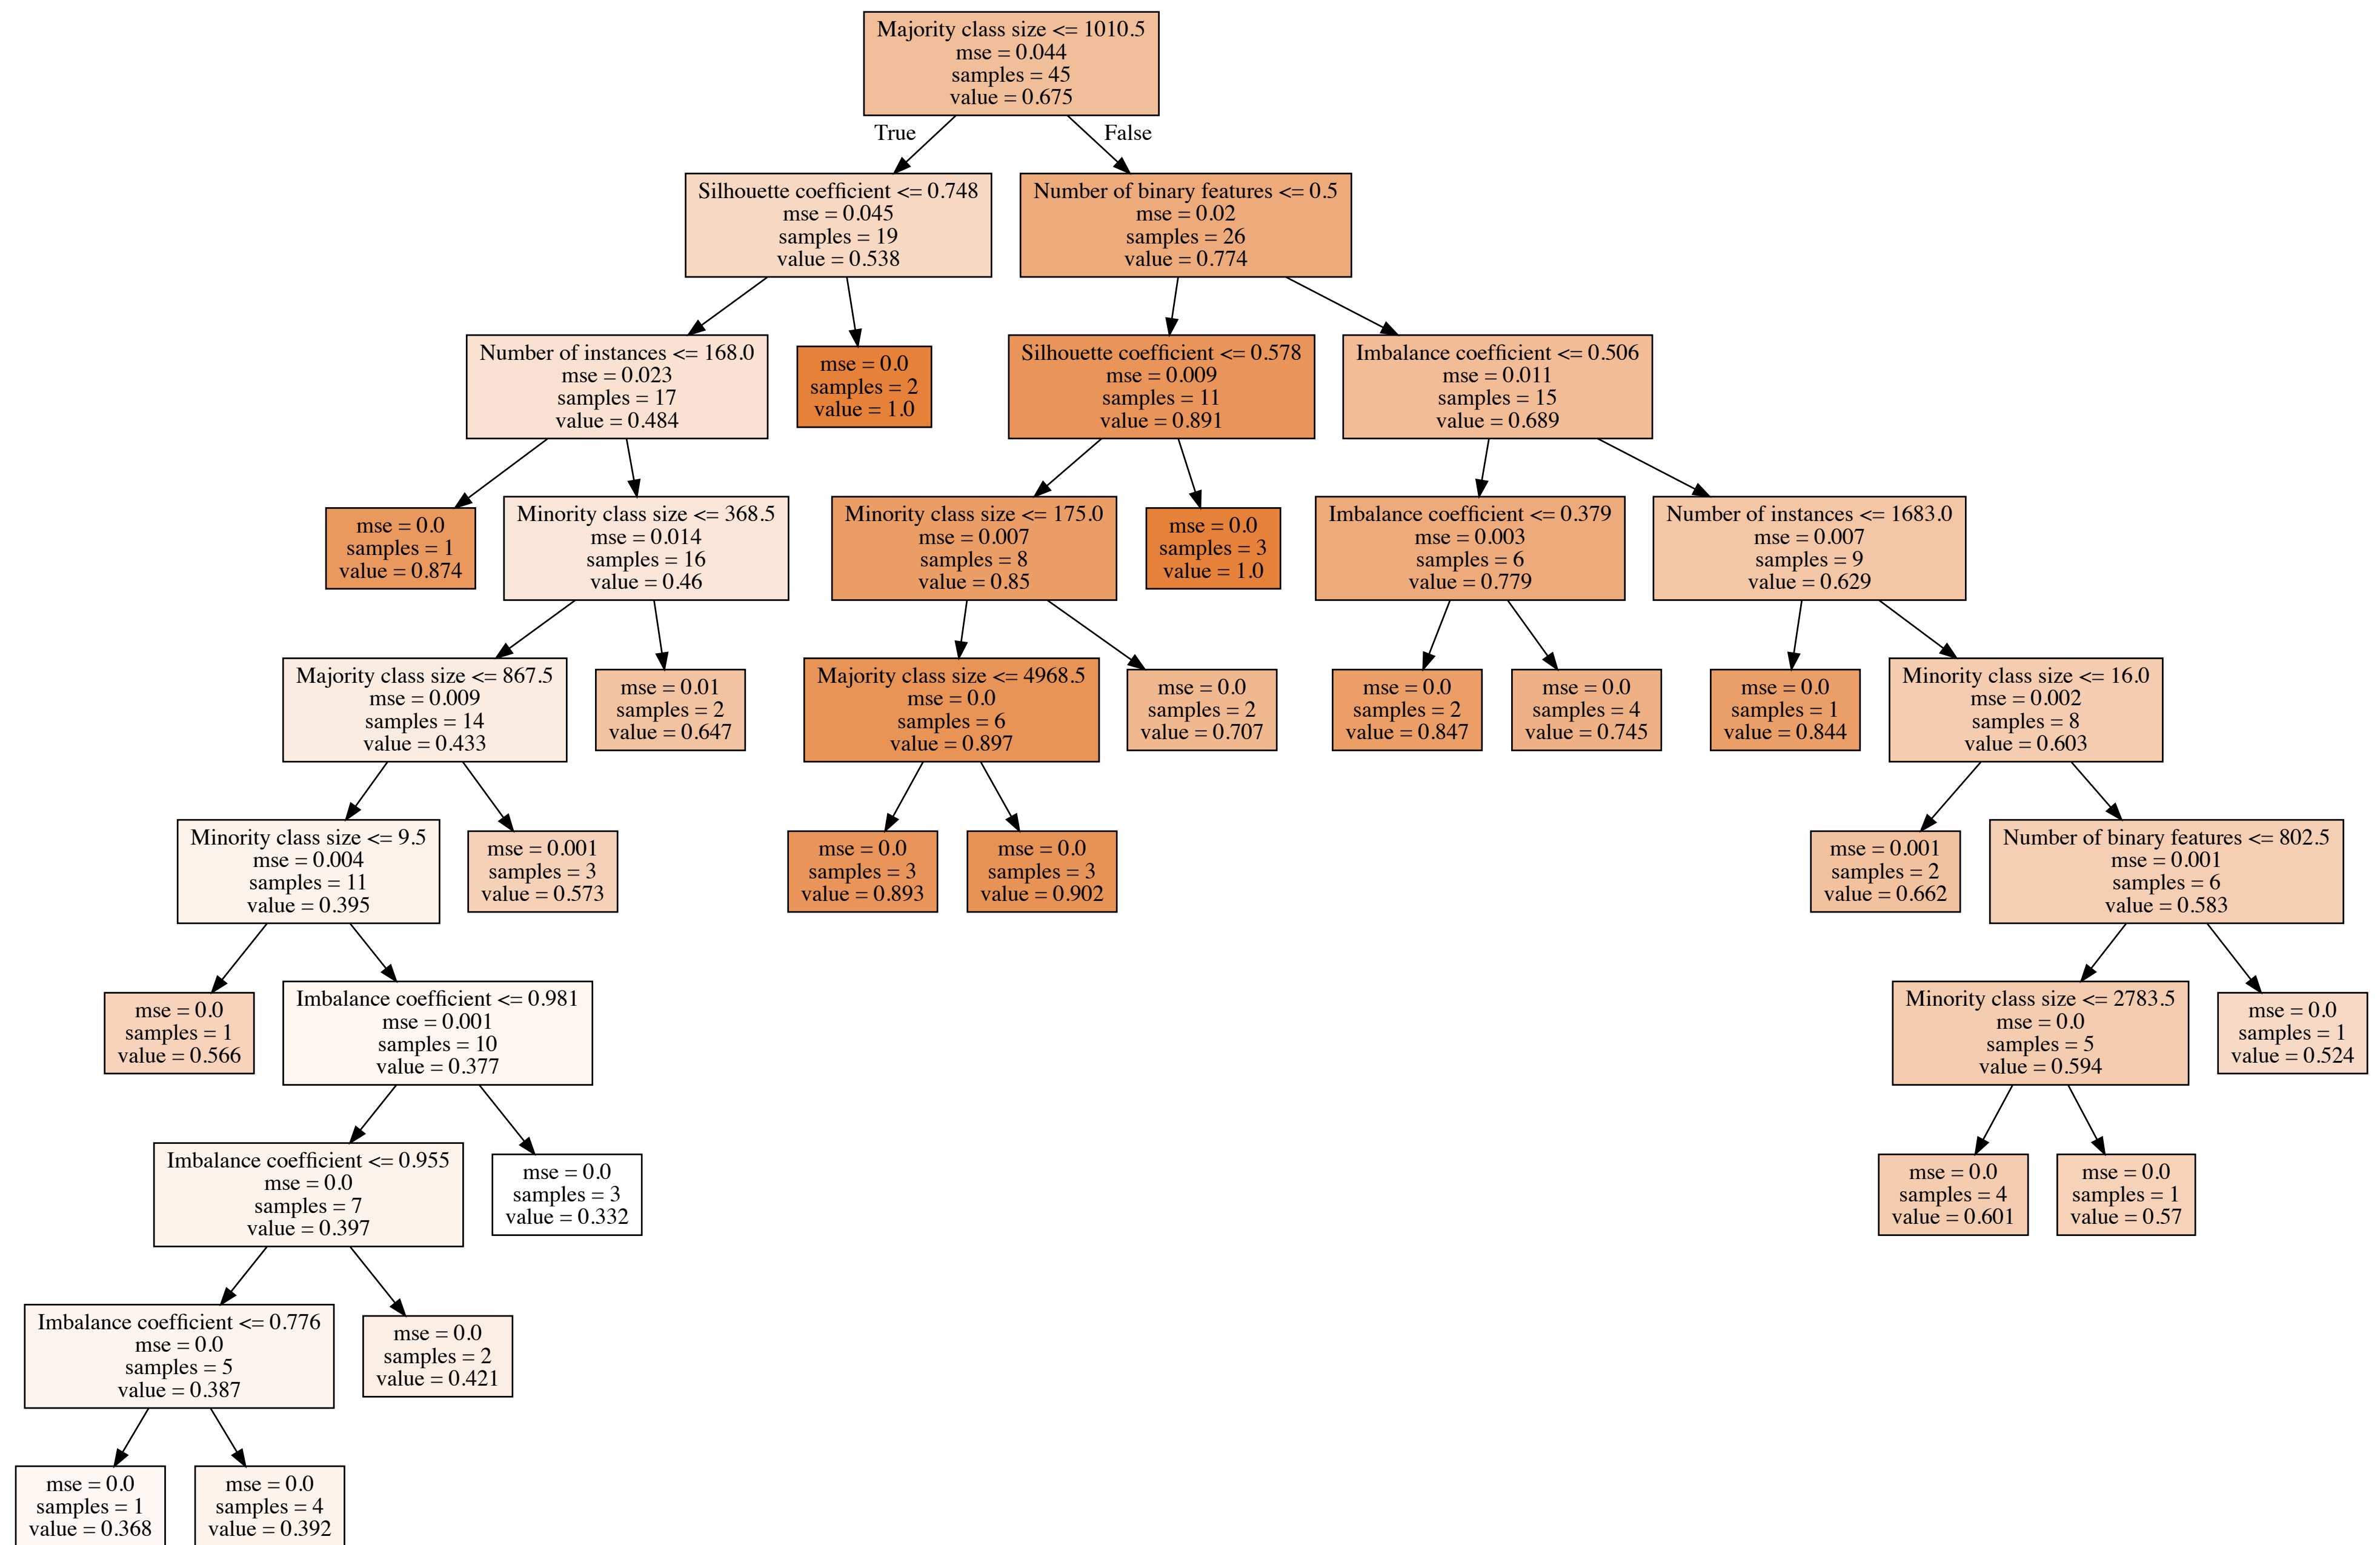 Majority class size <= 1010.5
mse = 0.044
samples = 45
value = 0.675
True
False
Silhouette coefficient <= 0.748
mse = 0.045
samples = 19
value = 0.538
Number of binary features <= 0.5
mse = 0.02
samples = 26
value = 0.774
Number of instances <= 168.0
mse = 0.023
samples = 17
value = 0.484
mse = 0.0
samples = 2
value = 1.0
Silhouette coefficient <= 0.578
mse = 0.009
samples = 11
value = 0.891
Imbalance coefficient <= 0.506
mse = 0.011
samples = 15
value = 0.689
mse = 0.0
samples = 1
value = 0.874
Minority class size <= 368.5
mse = 0.014
samples = 16
value = 0.46
Minority class size <= 175.0
mse = 0.007
samples = 8
value = 0.85
mse = 0.0
samples = 3
value = 1.0
Imbalance coefficient <= 0.379
mse = 0.003
samples = 6
value = 0.779
Number of instances <= 1683.0
mse = 0.007
samples = 9
value = 0.629
Majority class size <= 867.5
mse = 0.009
samples = 14
value = 0.433
mse = 0.01
samples = 2
value = 0.647
Majority class size <= 4968.5
mse = 0.0
samples = 6
value = 0.897
mse = 0.0
samples = 2
value = 0.707
mse = 0.0
samples = 2
value = 0.847
mse = 0.0
samples = 4
value = 0.745
mse = 0.0
samples = 1
value = 0.844
Minority class size <= 16.0
mse = 0.002
samples = 8
value = 0.603
Minority class size <= 9.5
mse = 0.004
samples = 11
value = 0.395
mse = 0.001
samples = 3
value = 0.573
mse = 0.0
samples = 3
value = 0.893
mse = 0.0
samples = 3
value = 0.902
mse = 0.001
samples = 2
value = 0.662
Number of binary features <= 802.5
mse = 0.001
samples = 6
value = 0.583
mse = 0.0
samples = 1
value = 0.566
Imbalance coefficient <= 0.981
mse = 0.001
samples = 10
value = 0.377
Minority class size <= 2783.5
mse = 0.0
samples = 5
value = 0.594
mse = 0.0
samples = 1
value = 0.524
Imbalance coefficient <= 0.955
mse = 0.0
samples = 7
value = 0.397
mse = 0.0
samples = 3
value = 0.332
mse = 0.0
samples = 4
value = 0.601
mse = 0.0
samples = 1
value = 0.57
Imbalance coefficient <= 0.776
mse = 0.0
samples = 5
value = 0.387
mse = 0.0
samples = 2
value = 0.421
mse = 0.0
samples = 1
value = 0.368
mse = 0.0
samples = 4
value = 0.392